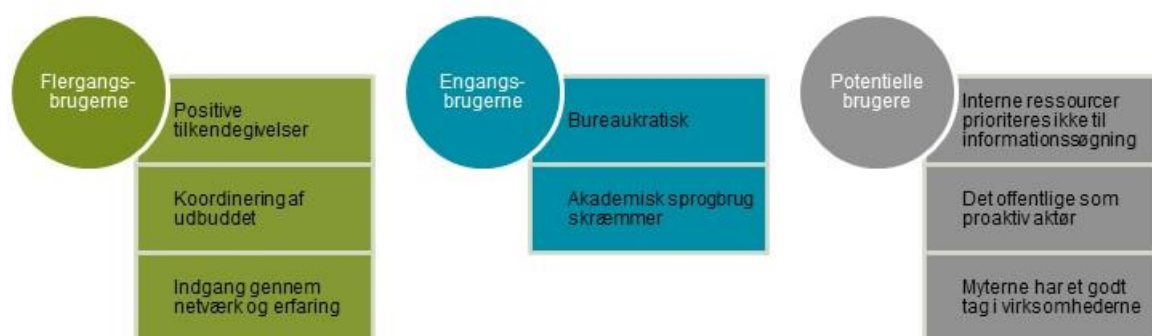 Flergangs-
brugerne
Positive
tilkendegivelser
Koordinering af
udbuddet
Indgang gennem
netværk og erfaring
Engangs-
brugerne
Bureaukratisk
Akademisk sprogbrug
skræmmer
Potentielle
brugere
Interne ressourcer
prioriteres ikke til
informationssøgning
Det offentlige som
proaktiv aktør
Myterne har et godt
tag i virksomhederne